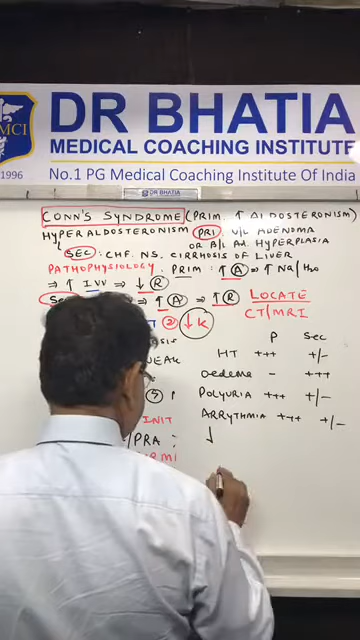 MCI
1996
DR BHATIA
MEDICAL COACHING INSTITUTE
No.1 PG Medical Coaching Institute Of India
DR BHATIA
CONN'S SYNDROME (PRIM. ↑ ALDOSTERONISM)
HYPERALDOSTERONISM PRI: U/L ADENOMA
OR B/L Ad. HYPERPLASIA
SEC: CHF. NS. CIRRHOSIS OF LIVER
PATHOPHYSIOLOGY. PRIM: ↑ A ⇒ ↑ Na/H2O
⇒ ↑ IVV ⇒ ↓ R
⇒ ↑ A ⇒ ↑ R LOCATE
CT/MRI
② ↓ K
P Sec
HT +++ +/-
oedema - +++
POLYURIA +++ +/-
ARRYTHMIA +++ +/-
↓
INIT
/PRA :